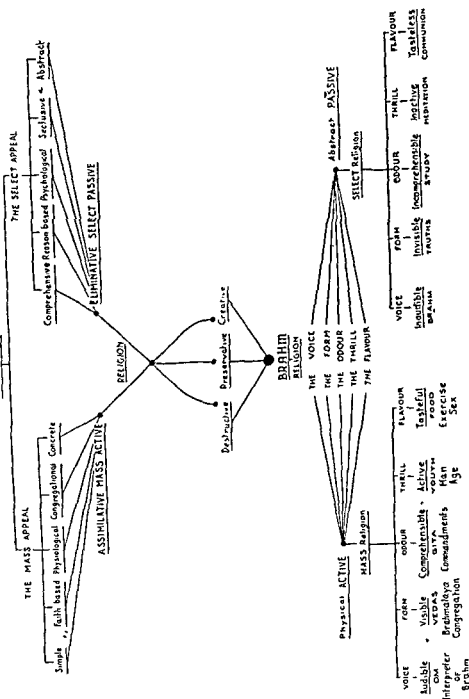 THE MASS APPEAL
THE SELECT APPEAL
Simple „ Faith based Physiological Congregational Concrete
Comprehensive Reason based Psychological Seclusive & Abstract
ASSIMILATIVE MASS ACTIVE
ELIMINATIVE SELECT PASSIVE
RELIGION
Destructive Preservative Creative
BRAHM
RELIGION
THE VOICE
THE FORM
THE ODOUR
THE THRILL
THE FLAVOUR
Physical ACTIVE
MASS Religion
Abstract PASSIVE
SELECT Religion
VOICE
Audible
OM
Interpreter
OF
Brahm
FORM
Visible
VEDAS
Brahmalaya
Congregation
ODOUR
Comprehensible
GITA
Commandments
THRILL
Active
YOUTH
Man
Age
FLAVOUR
Tasteful
FOOD
Exercise
Sex
VOICE
Inaudible
BRAHM
FORM
Invisible
TRUTHS
ODOUR
Incomprehensible
STUDY
THRILL
Inactive
MEDITATION
FLAVOUR
Tasteless
COMMUNION